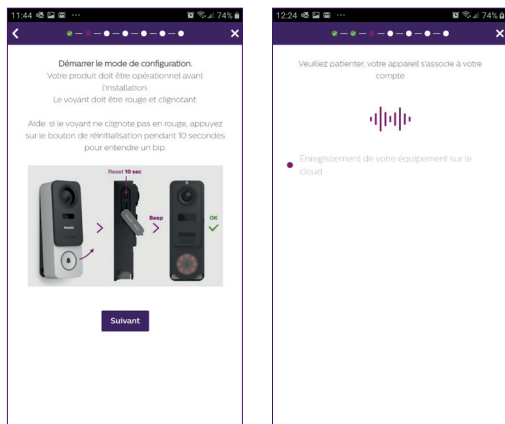 11:44 ... 74%
Démarrer le mode de configuration.
Votre produit doit être opérationnel avant
l'installation.
Le voyant doit être rouge et clignotant
Aide: si le voyant ne clignote pas en rouge, appuyez
sur le bouton de réinitialisation pendant 10 secondes
pour entendre un bip.
Reset 10 sec
Beep
OK
PHILIPS
Suivant
12:24 ... 74%
Veuillez patienter, votre appareil s'associe à votre
compte
Enregistrement de votre équipement sur le
cloud